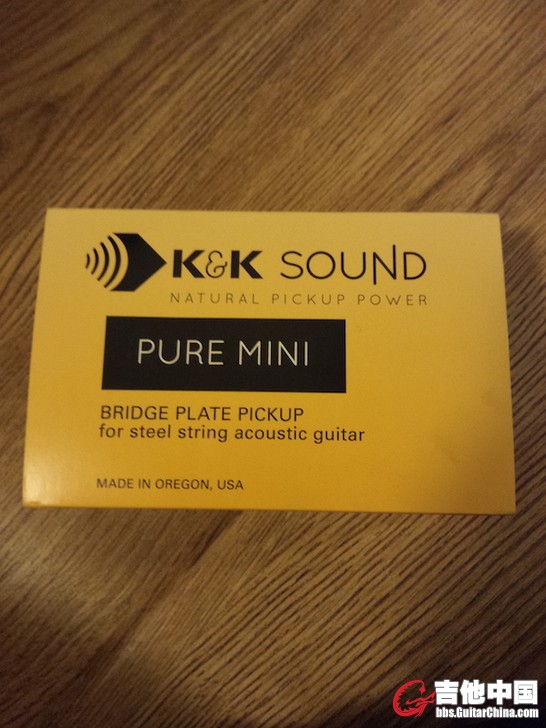 K&K SOUND
NATURAL PICKUP POWER
PURE MINI
BRIDGE PLATE PICKUP
for steel string acoustic guitar
MADE IN OREGON, USA
吉他中国
bbs.GuitarChina.com